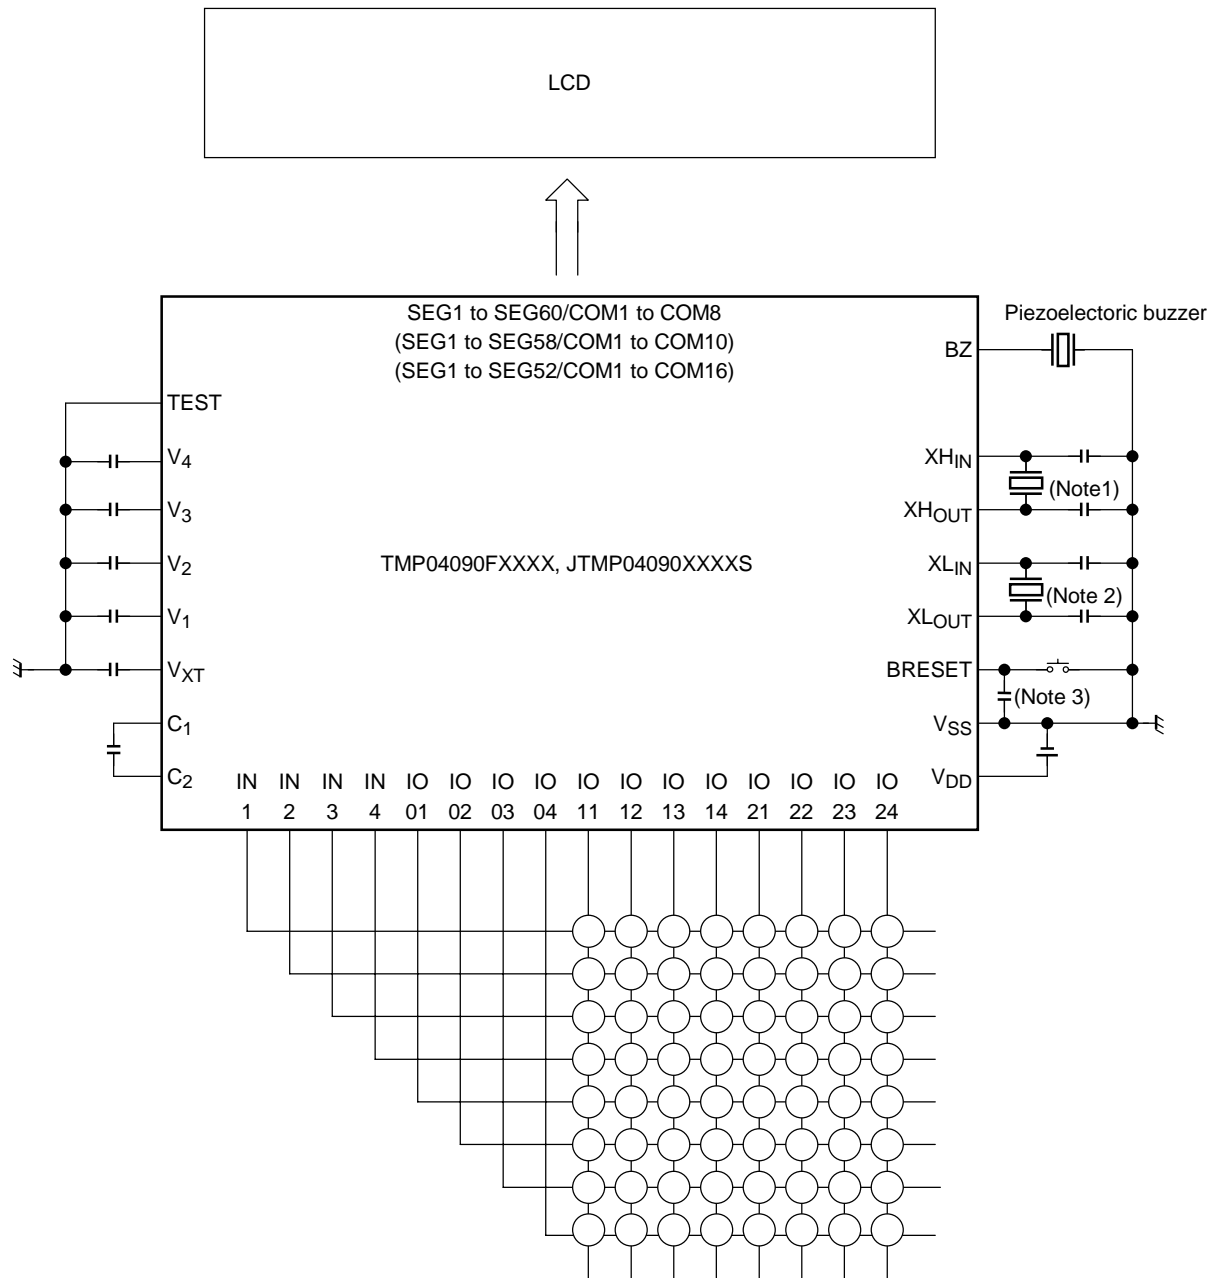 LCD
SEG1 to SEG60/COM1 to COM8
(SEG1 to SEG58/COM1 to COM10)
(SEG1 to SEG52/COM1 to COM16)
Piezoelectoric buzzer
BZ
TEST
V4
V3
V2
V1
VXT
C1
C2
XHIN
(Note1)
XHOUT
TMP04090FXXXX, JTMP04090XXXXS
XLIN
(Note 2)
XLOUT
BRESET
(Note 3)
VSS
VDD
IN IN IN IN IO IO IO IO IO IO IO IO IO IO IO IO
1 2 3 4 01 02 03 04 11 12 13 14 21 22 23 24